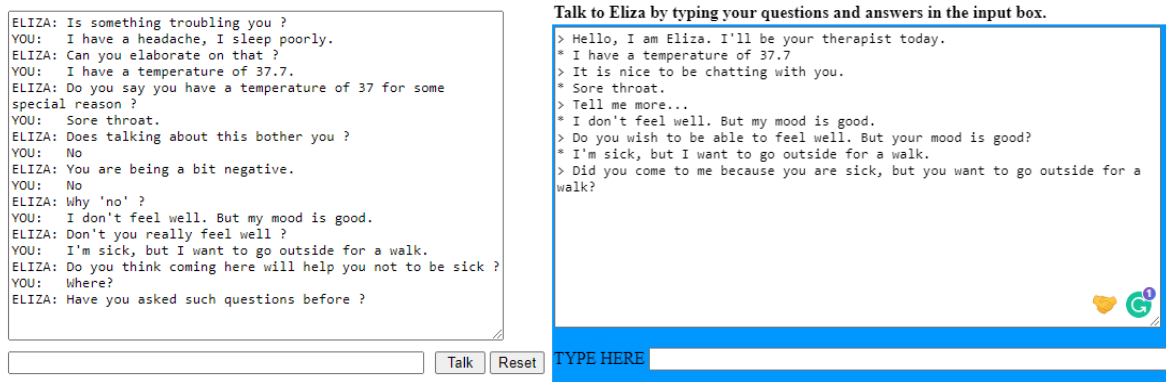 ELIZA: Is something troubling you ?
YOU:   I have a headache, I sleep poorly.
ELIZA: Can you elaborate on that ?
YOU:   I have a temperature of 37.7.
ELIZA: Do you say you have a temperature of 37 for some
special reason ?
YOU:   Sore throat.
ELIZA: Does talking about this bother you ?
YOU:   No
ELIZA: You are being a bit negative.
YOU:   No
ELIZA: Why 'no' ?
YOU:   I don't feel well. But my mood is good.
ELIZA: Don't you really feel well ?
YOU:   I'm sick, but I want to go outside for a walk.
ELIZA: Do you think coming here will help you not to be sick ?
YOU:   Where?
ELIZA: Have you asked such questions before ?
Talk Reset
Talk to Eliza by typing your questions and answers in the input box.
> Hello, I am Eliza. I'll be your therapist today.
* I have a temperature of 37.7
> It is nice to be chatting with you.
* Sore throat.
> Tell me more...
* I don't feel well. But my mood is good.
> Do you wish to be able to feel well. But your mood is good?
* I'm sick, but I want to go outside for a walk.
> Did you come to me because you are sick, but you want to go outside for a
walk?
G 1
TYPE HERE